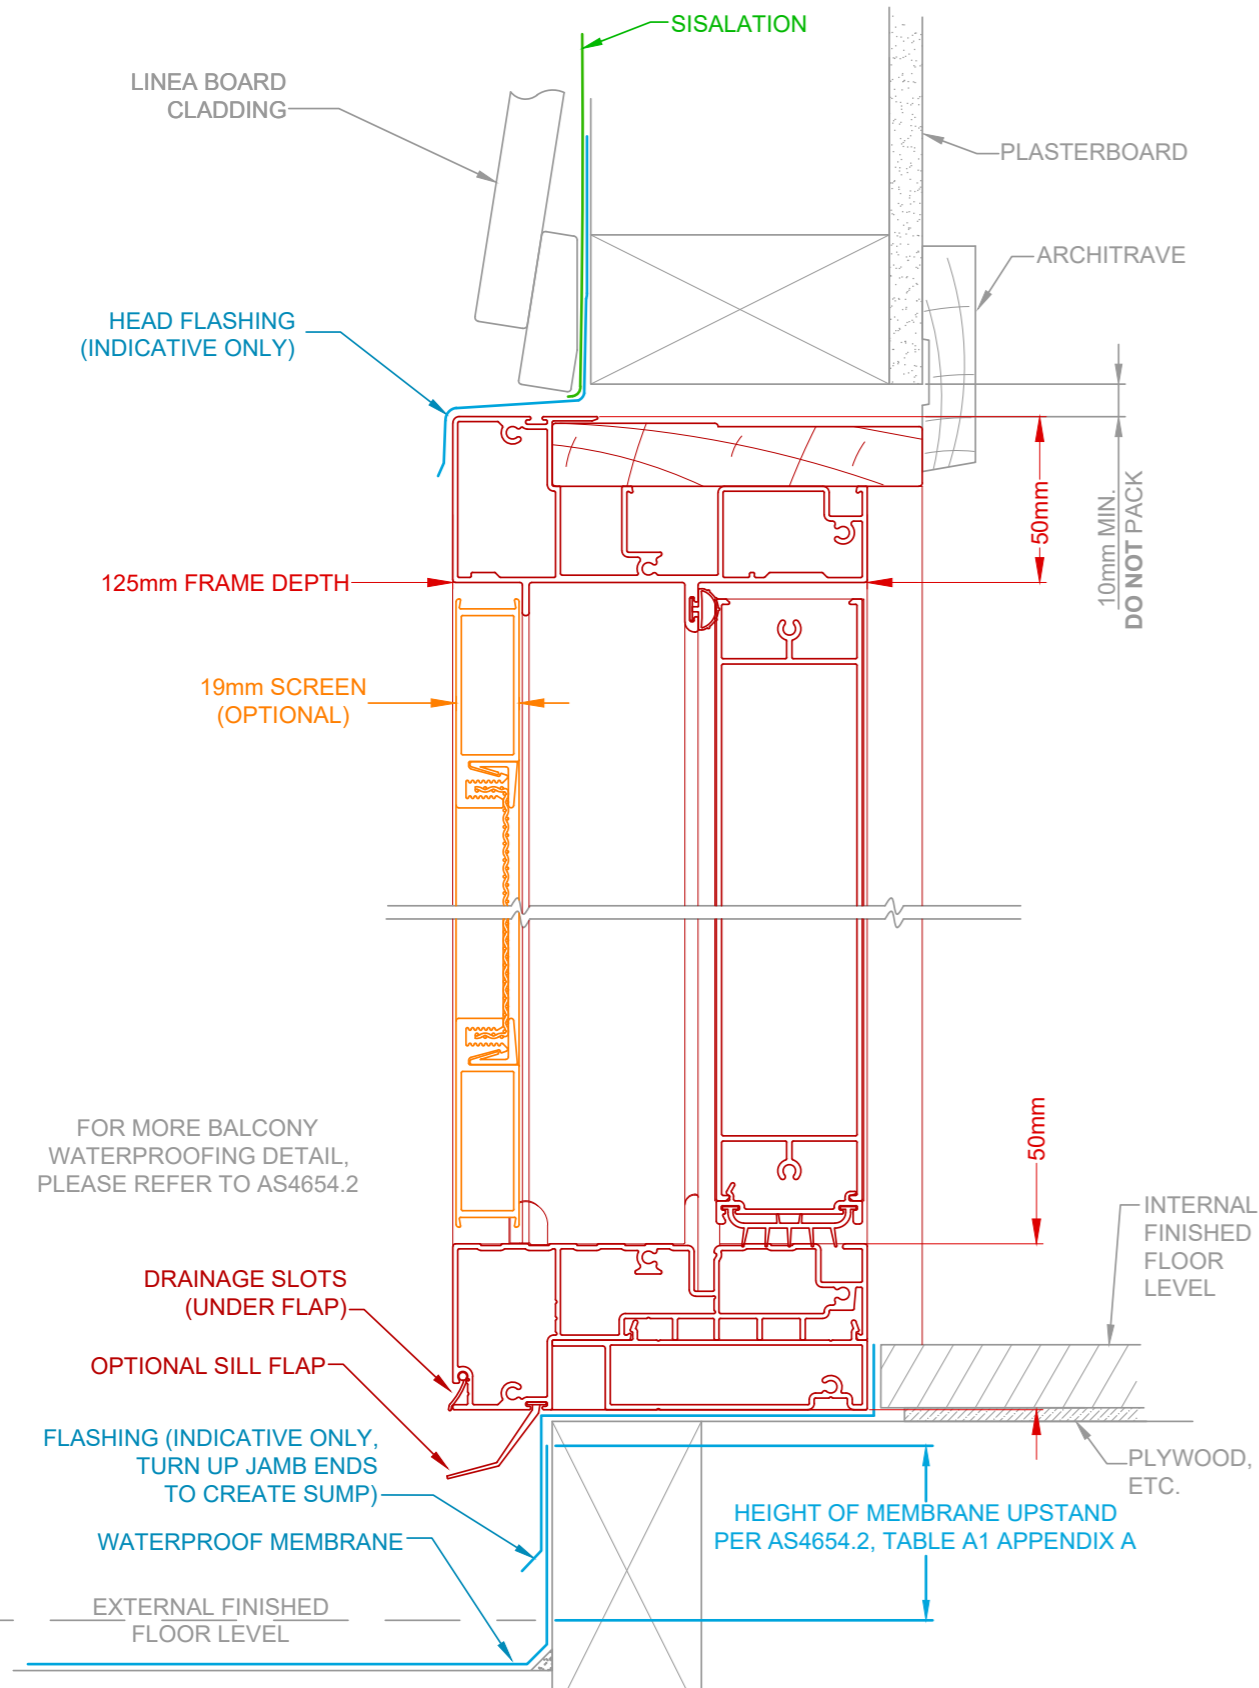 SISALATION
LINEA BOARD
CLADDING
PLASTERBOARD
ARCHITRAVE
HEAD FLASHING
(INDICATIVE ONLY)
10mm MIN.
DO NOT PACK
50mm
125mm FRAME DEPTH
19mm SCREEN
(OPTIONAL)
FOR MORE BALCONY
WATERPROOFING DETAIL,
PLEASE REFER TO AS4654.2
50mm
INTERNAL
FINISHED
FLOOR
LEVEL
DRAINAGE SLOTS
(UNDER FLAP)
OPTIONAL SILL FLAP
FLASHING (INDICATIVE ONLY,
TURN UP JAMB ENDS
TO CREATE SUMP)
PLYWOOD,
ETC.
HEIGHT OF MEMBRANE UPSTAND
PER AS4654.2, TABLE A1 APPENDIX A
WATERPROOF MEMBRANE
EXTERNAL FINISHED
FLOOR LEVEL